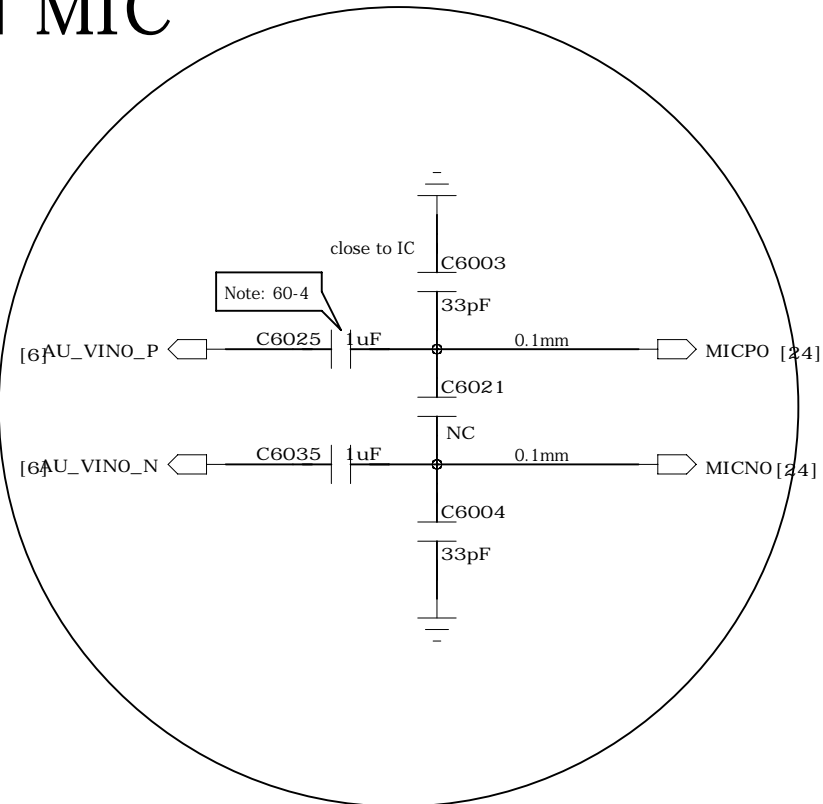 MIC
close to IC
C6003
Note: 60-4
33pF
C6025
1uF
0.1mm
[6]
AU_VIN0_P
MICP0
[24]
C6021
NC
C6035
1uF
0.1mm
[6]
AU_VIN0_N
MICN0
[24]
C6004
33pF